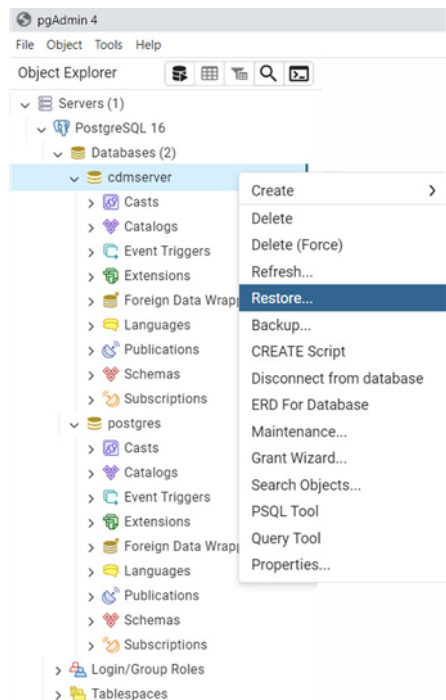 pgAdmin 4
File Object Tools Help
Object Explorer
Servers (1)
PostgreSQL 16
Databases (2)
cdmserver
Casts
Catalogs
Event Triggers
Extensions
Foreign Data Wrapp
Languages
Publications
Schemas
Subscriptions
postgres
Casts
Catalogs
Event Triggers
Extensions
Foreign Data Wrapp
Languages
Publications
Schemas
Subscriptions
Login/Group Roles
Tablespaces
Create
Delete
Delete (Force)
Refresh...
Restore...
Backup...
CREATE Script
Disconnect from database
ERD For Database
Maintenance...
Grant Wizard...
Search Objects...
PSQL Tool
Query Tool
Properties...